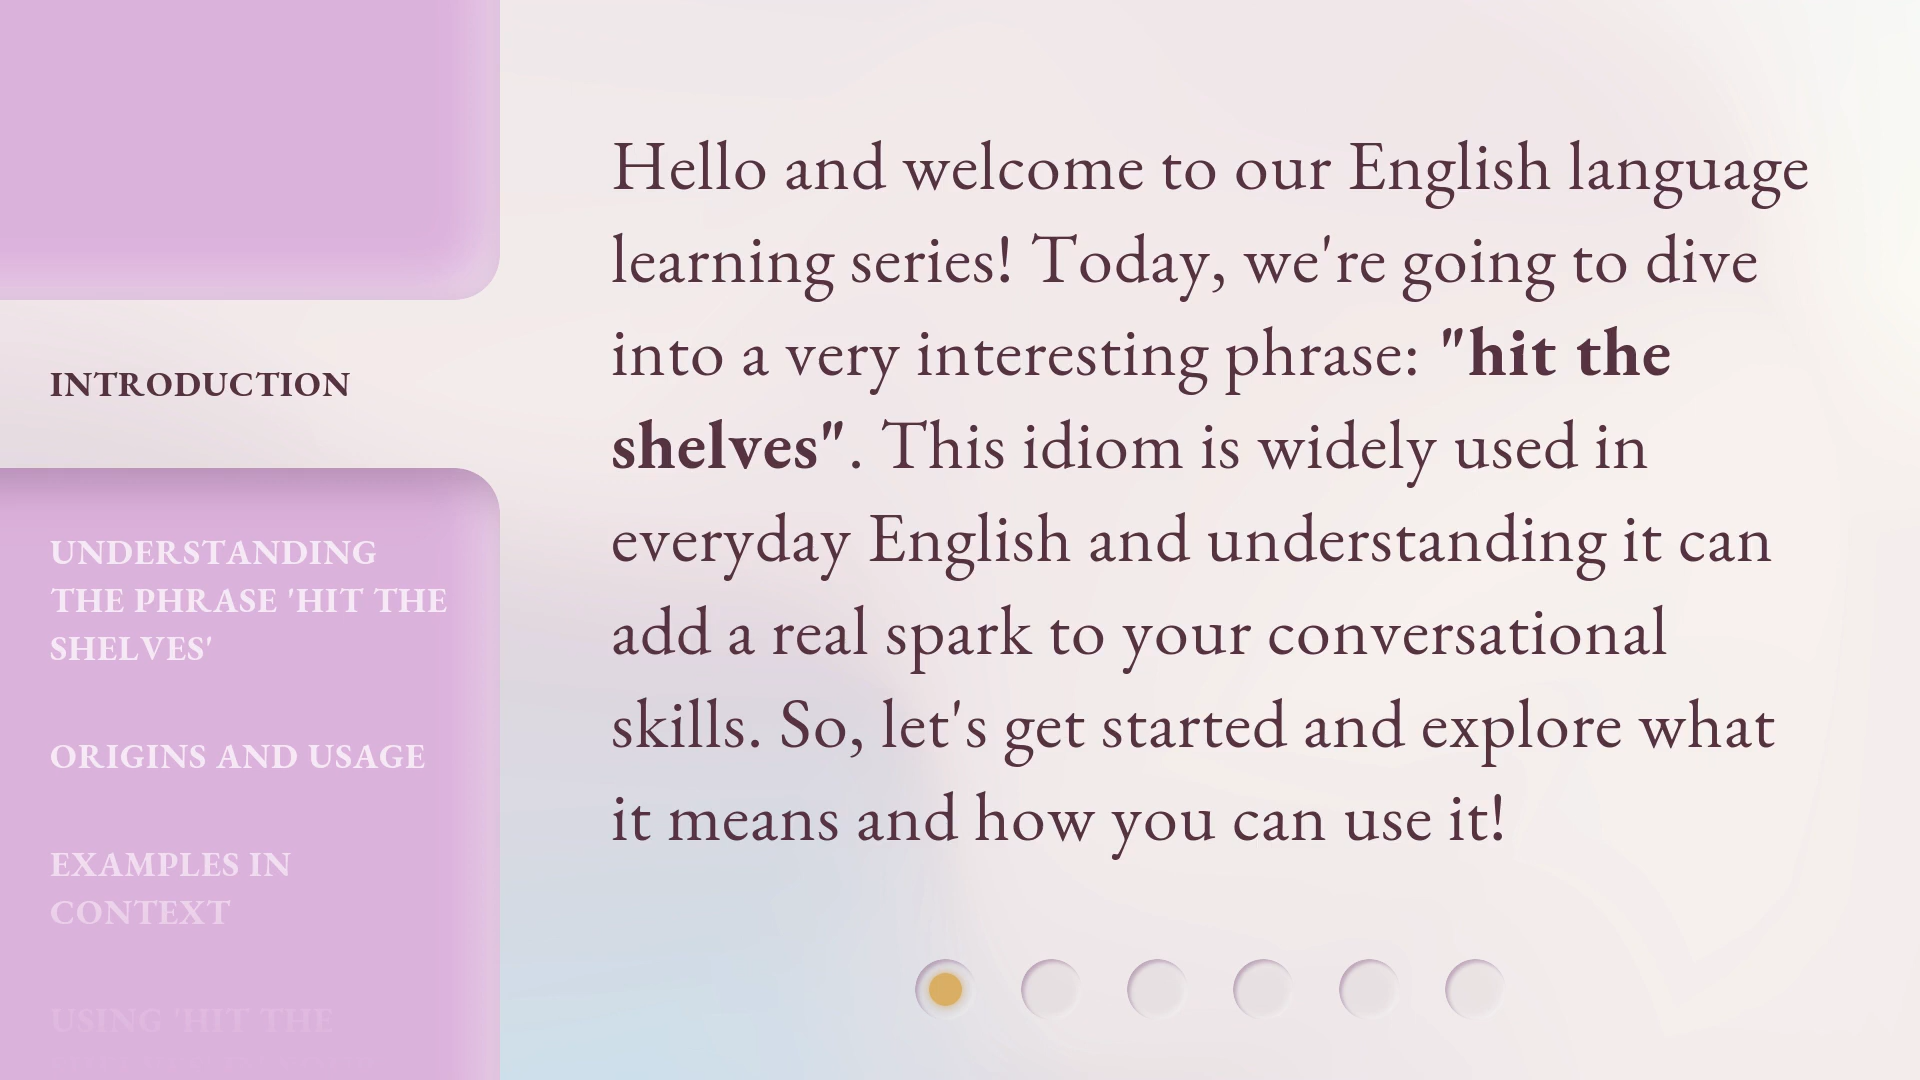 INTRODUCTION
UNDERSTANDING
THE PHRASE 'HIT THE
SHELVES'
ORIGINS AND USAGE
EXAMPLES IN
CONTEXT
USING 'HIT THE
Hello and welcome to our English language
learning series! Today, we're going to dive
into a very interesting phrase: "hit the
shelves". This idiom is widely used in
everyday English and understanding it can
add a real spark to your conversational
skills. So, let's get started and explore what
it means and how you can use it!